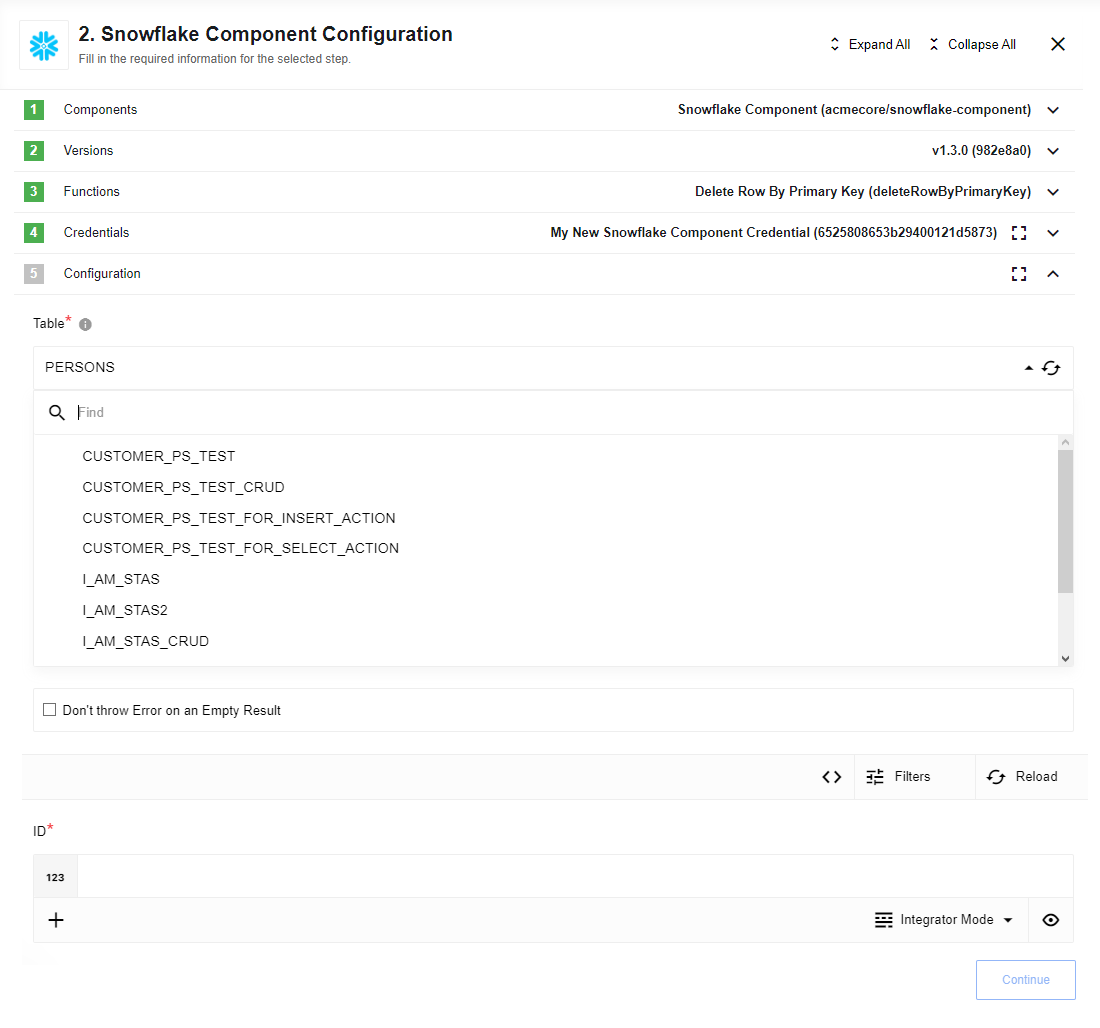 2. Snowflake Component Configuration
Fill in the required information for the selected step.
Expand All
Collapse All
1 Components Snowflake Component (acmecore/snowflake-component)
2 Versions v1.3.0 (982e8a0)
3 Functions Delete Row By Primary Key (deleteRowByPrimaryKey)
4 Credentials My New Snowflake Component Credential (6525808653b29400121d5873)
5 Configuration
Table*
PERSONS
Find
CUSTOMER_PS_TEST
CUSTOMER_PS_TEST_CRUD
CUSTOMER_PS_TEST_FOR_INSERT_ACTION
CUSTOMER_PS_TEST_FOR_SELECT_ACTION
I_AM_STAS
I_AM_STAS2
I_AM_STAS_CRUD
Don't throw Error on an Empty Result
Filters
Reload
ID*
123
Integrator Mode
Continue